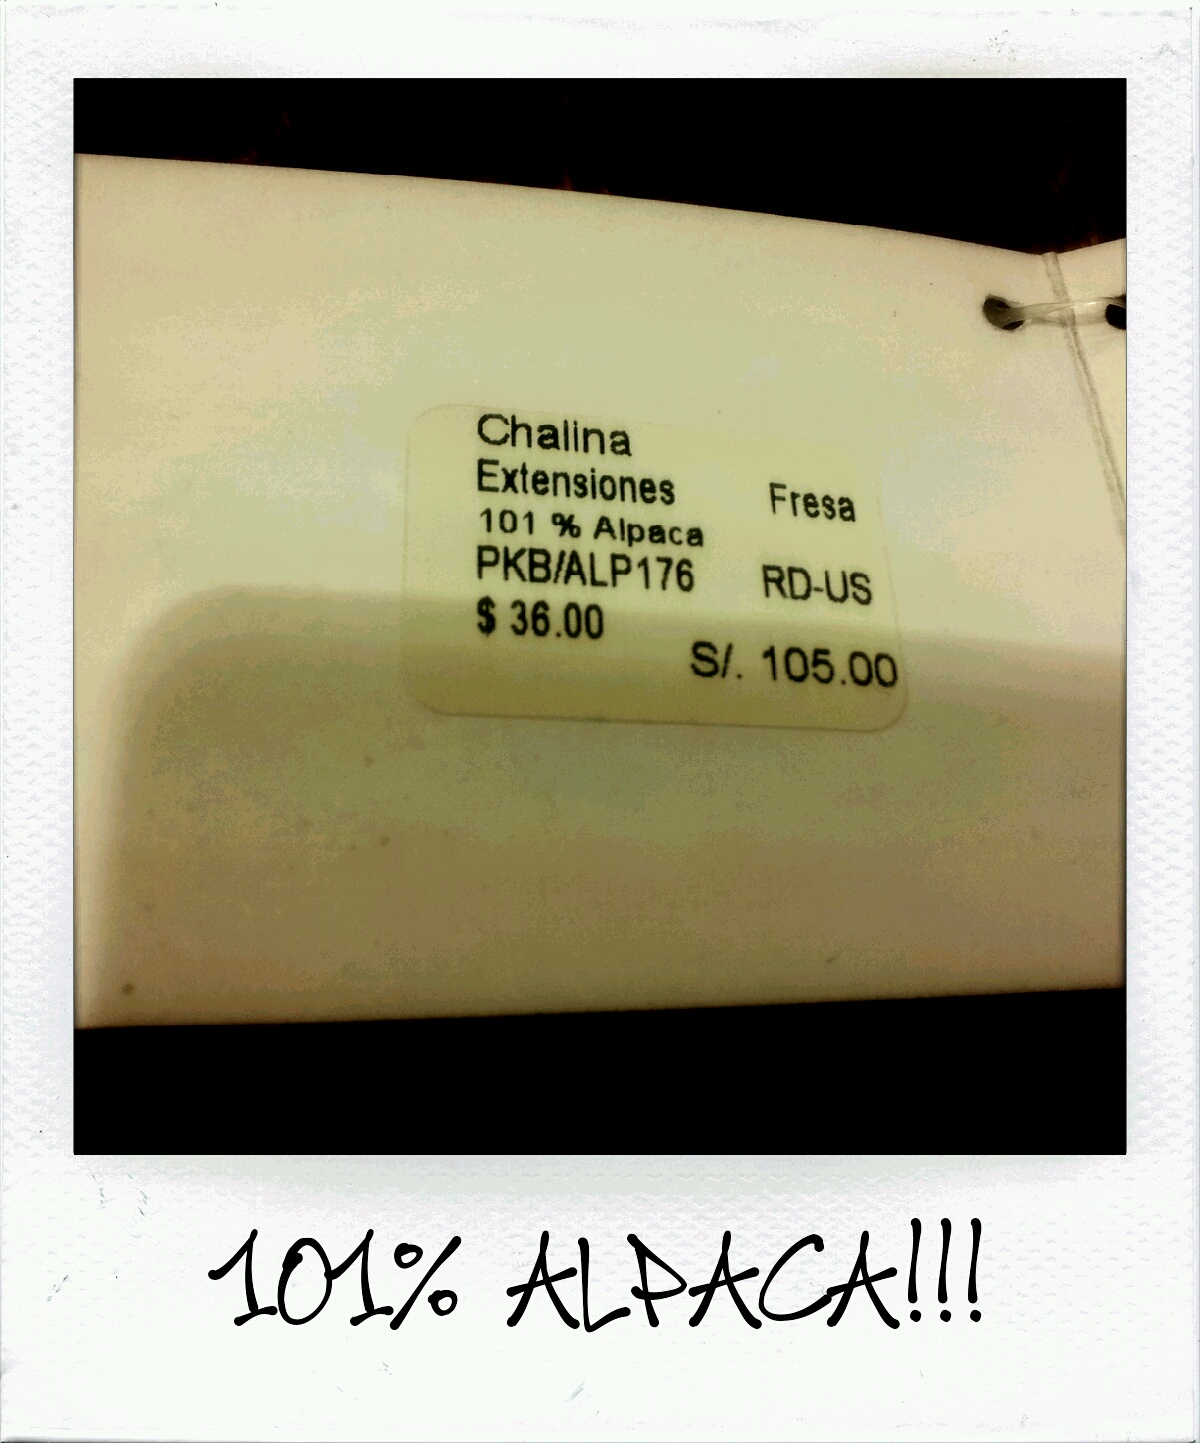 Chalina
Extensiones Fresa
101 % Alpaca
PKB/ALP176 RD-US
$ 36.00
S/. 105.00
101% ALPACA!!!